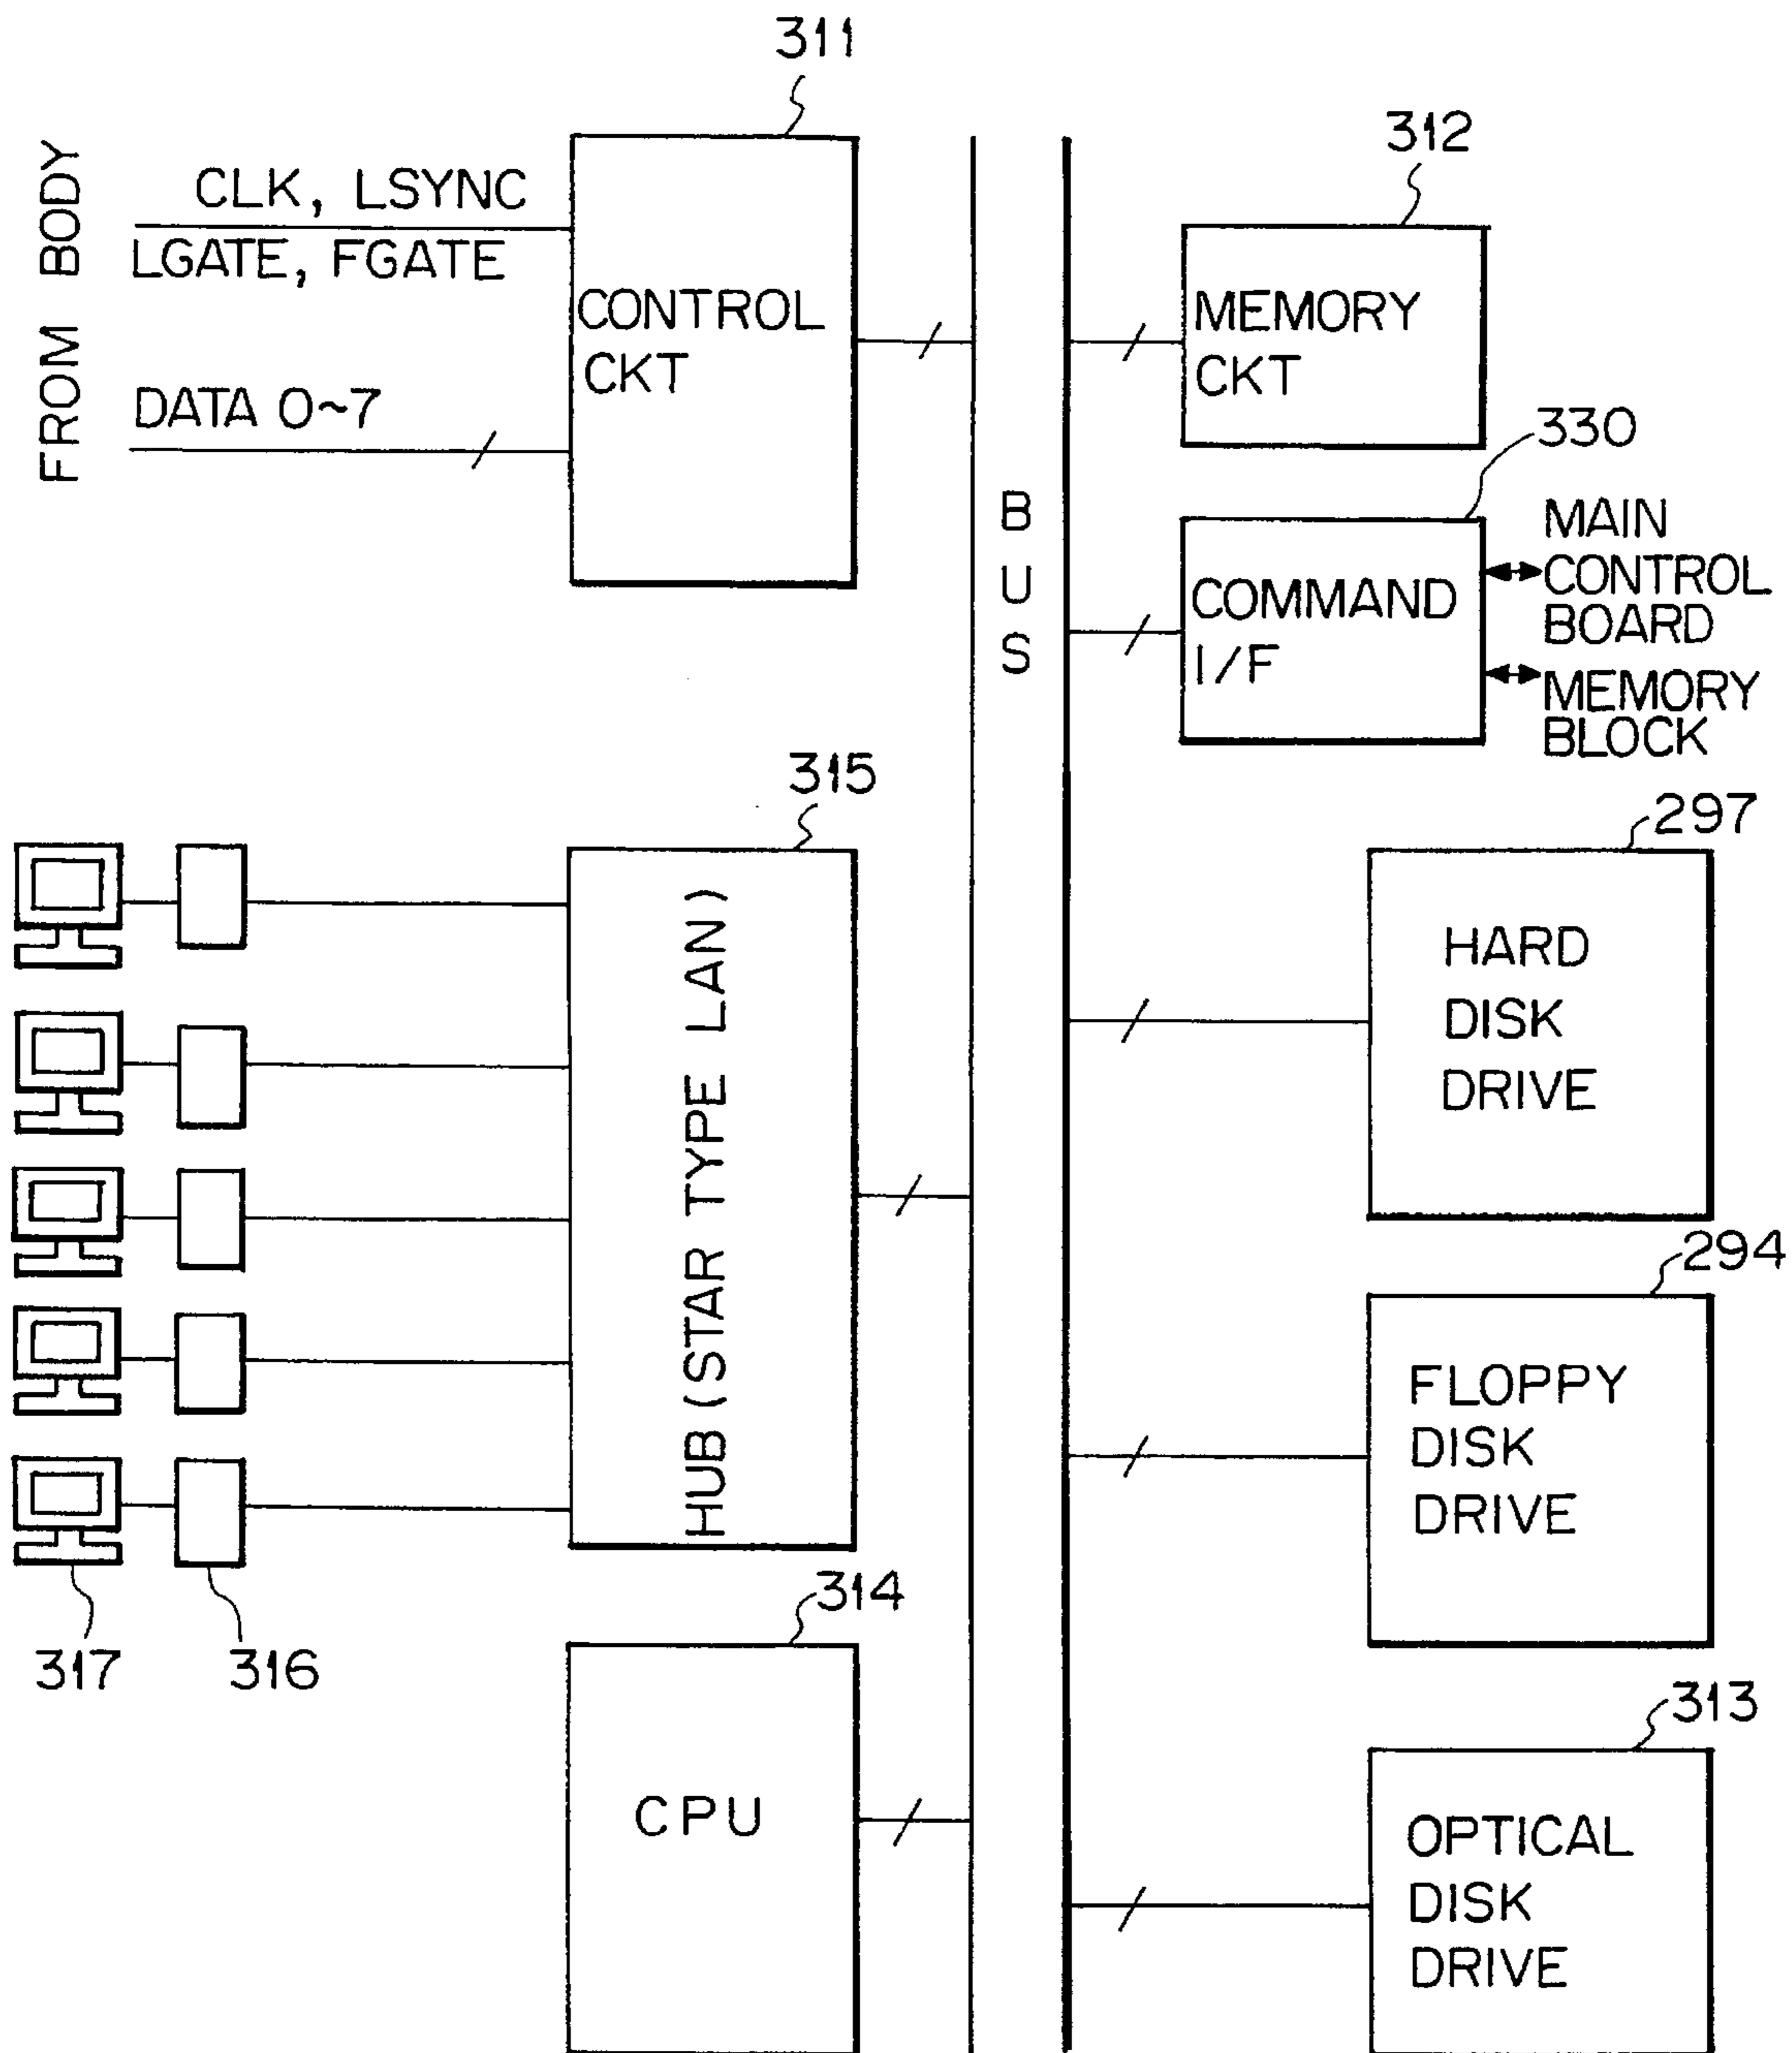 311
FROM BODY
CLK, LSYNC
LGATE, FGATE
DATA 0~7
CONTROL
CKT
312
MEMORY
CKT
330
BUS
COMMAND
I/F
MAIN
CONTROL
BOARD
MEMORY
BLOCK
315
HUB (STAR TYPE LAN)
297
HARD
DISK
DRIVE
294
FLOPPY
DISK
DRIVE
317
316
314
CPU
313
OPTICAL
DISK
DRIVE